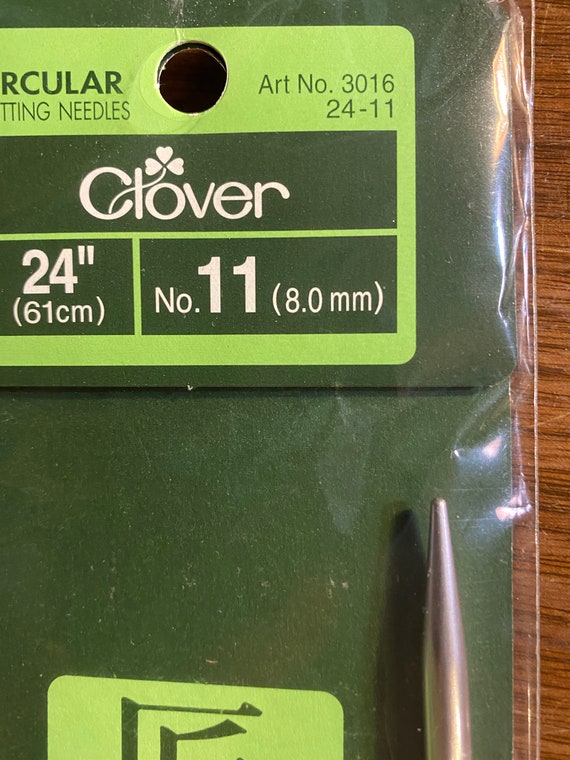 RCULAR
TTING NEEDLES
Art No. 3016
24-11
Clover
24"
(61cm)
No. 11 (8.0 mm)